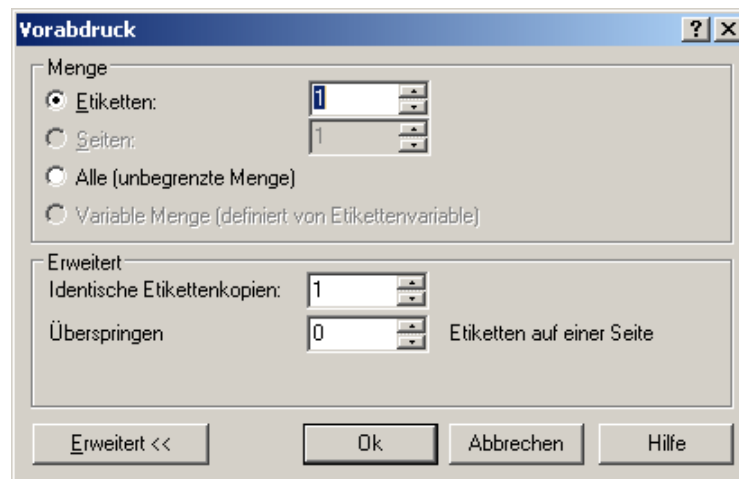 Vorabdruck
Menge
Etiketten: 1
Seiten: 1
Alle (unbegrenzte Menge)
Variable Menge (definiert von Etikettenvariable)
Erweitert
Identische Etikettenkopien: 1
Überspringen 0 Etiketten auf einer Seite
Erweitert << Ok Abbrechen Hilfe